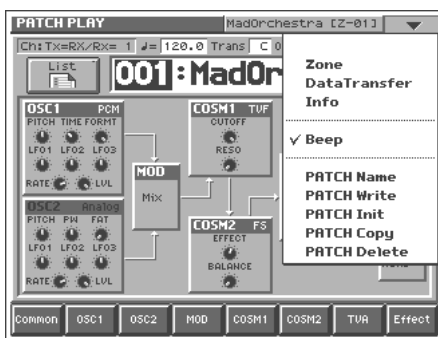 PATCH PLAY
MadOrchestra [Z-01]
Ch:Tx=RX/Rx= 1 ♩= 120.0 Trans C
List
001:MadOr
Zone
DataTransfer
Info
✓ Beep
PATCH Name
PATCH Write
PATCH Init
PATCH Copy
PATCH Delete
OSC1 PCM
PITCH TIME FORMT
LFO1 LFO2 LFO3
RATE LVL
OSC2 Analog
PITCH PW FAT
LFO1 LFO2 LFO3
RATE LVL
MOD
Mix
COSM1 TVF
CUTOFF
RESO
COSM2 FS
EFFECT
BALANCE
Common OSC1 OSC2 MOD COSM1 COSM2 TVA Effect